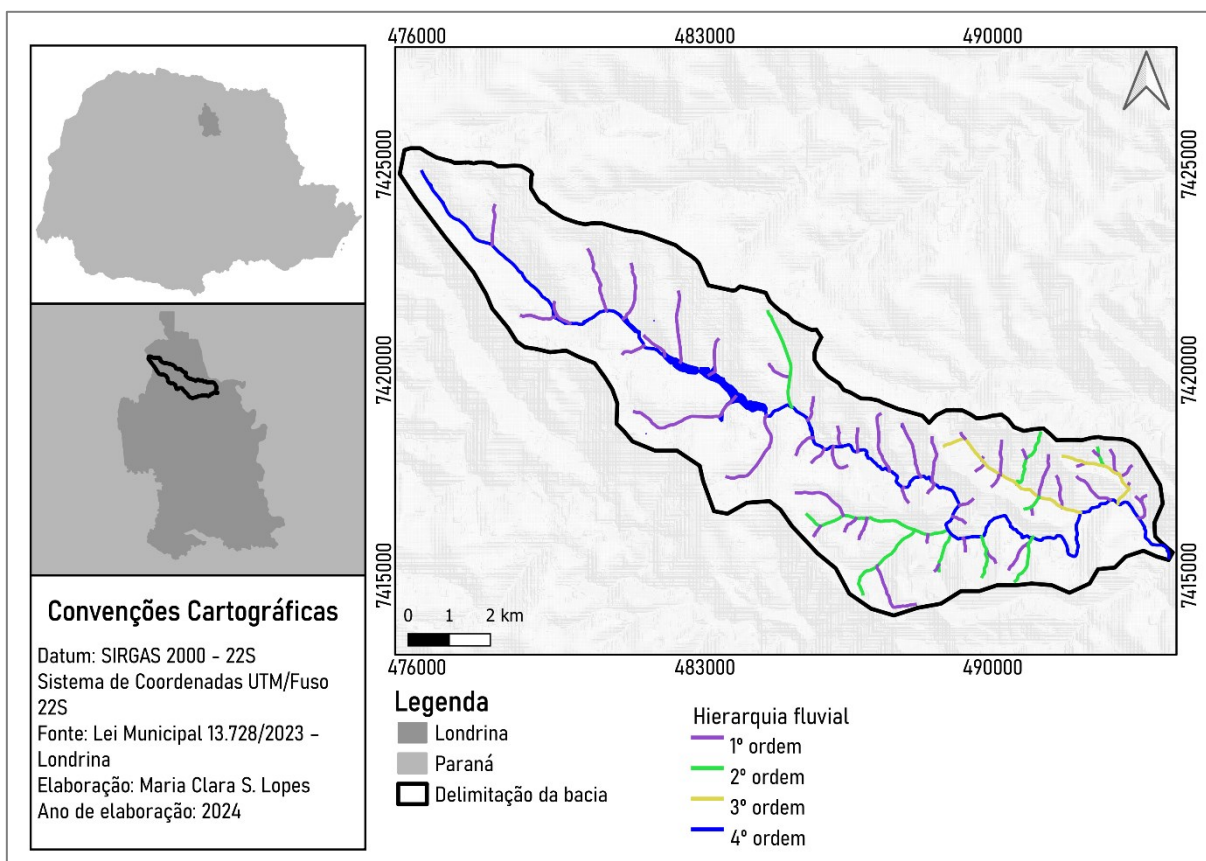 476000 483000 490000
7425000 7425000
7420000 7420000
7415000 7415000
0 1 2 km
476000 483000 490000
Convenções Cartográficas
Datum: SIRGAS 2000 - 22S
Sistema de Coordenadas UTM/Fuso
22S
Fonte: Lei Municipal 13.728/2023 –
Londrina
Elaboração: Maria Clara S. Lopes
Ano de elaboração: 2024
Legenda
Londrina
Paraná
Delimitação da bacia
Hierarquia fluvial
1º ordem
2º ordem
3º ordem
4º ordem